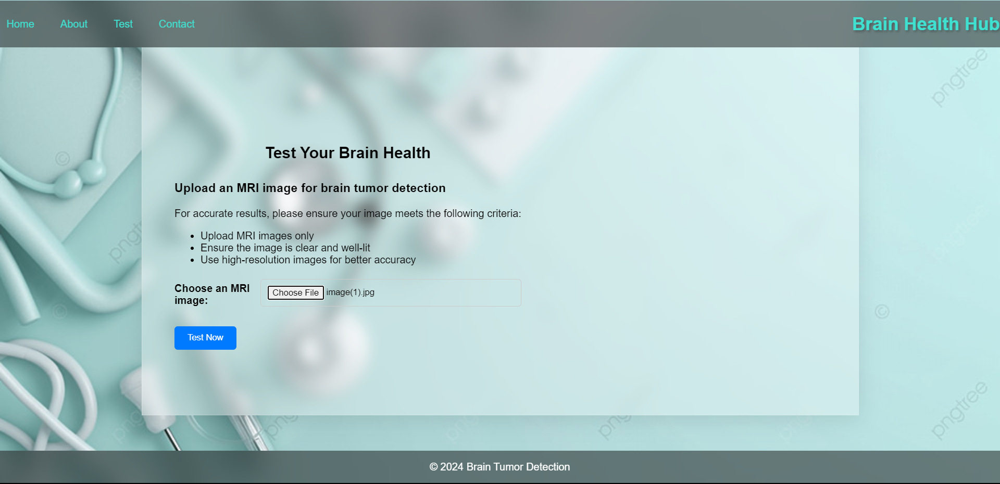 Home About Test Contact Brain Health Hub
pngtree
©
Test Your Brain Health
Upload an MRI image for brain tumor detection
For accurate results, please ensure your image meets the following criteria:
pngtree
• Upload MRI images only
• Ensure the image is clear and well-lit
• Use high-resolution images for better accuracy
Choose an MRI
image:
Choose File image(1).jpg
©
©
Test Now
pngtree
pngtree
© 2024 Brain Tumor Detection